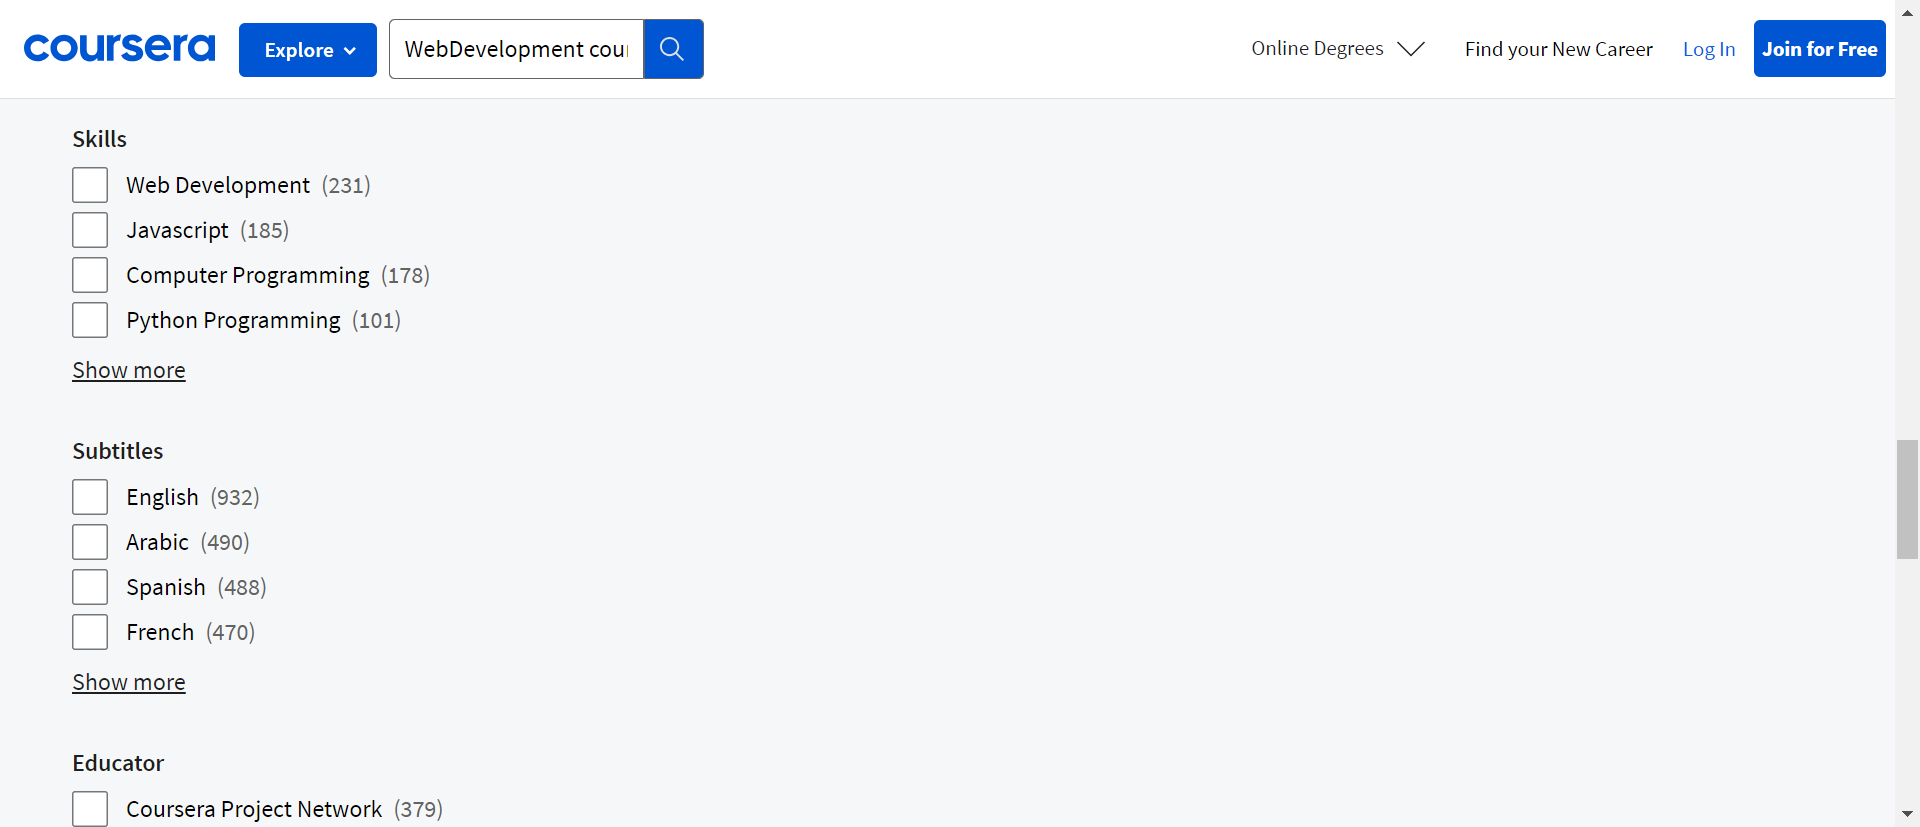 coursera Explore WebDevelopment cou Online Degrees Find your New Career Log In Join for Free
Skills
Web Development (231)
Javascript (185)
Computer Programming (178)
Python Programming (101)
Show more
Subtitles
English (932)
Arabic (490)
Spanish (488)
French (470)
Show more
Educator
Coursera Project Network (379)